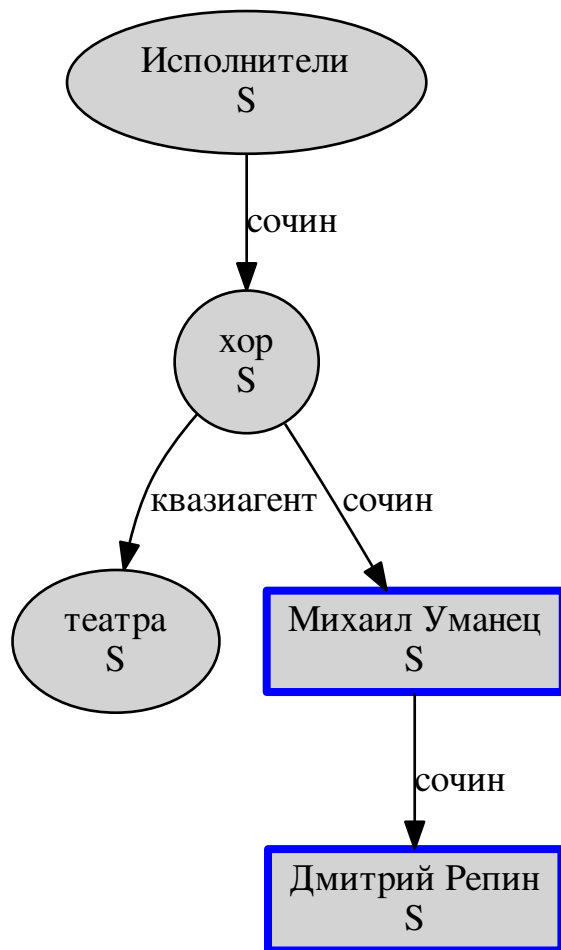 Исполнители
S
сочин
хор
S
квазиагент
сочин
театра
S
Михаил Уманец
S
сочин
Дмитрий Репин
S